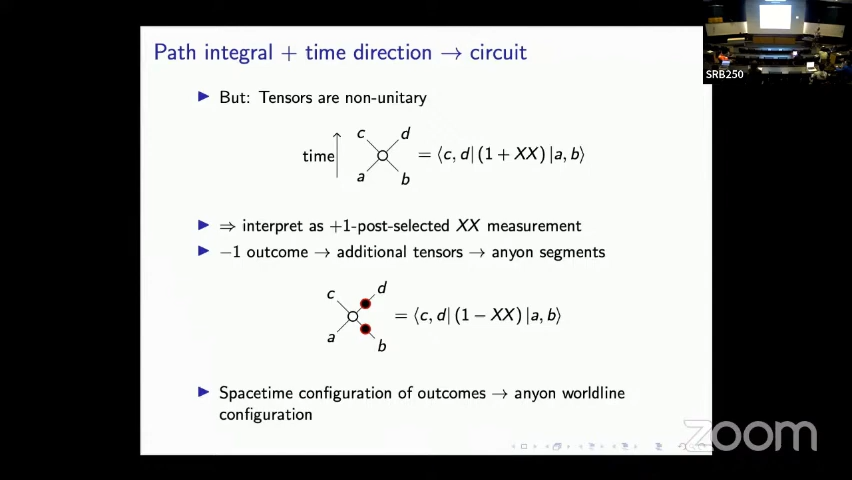 Path integral + time direction → circuit
SRB250
▶ But: Tensors are non-unitary
time c d a b = ⟨c, d| (1 + XX) |a, b⟩
▶ ⇒ interpret as +1-post-selected XX measurement
▶ −1 outcome → additional tensors → anyon segments
c d a b = ⟨c, d| (1 − XX) |a, b⟩
▶ Spacetime configuration of outcomes → anyon worldline
configuration
zoom